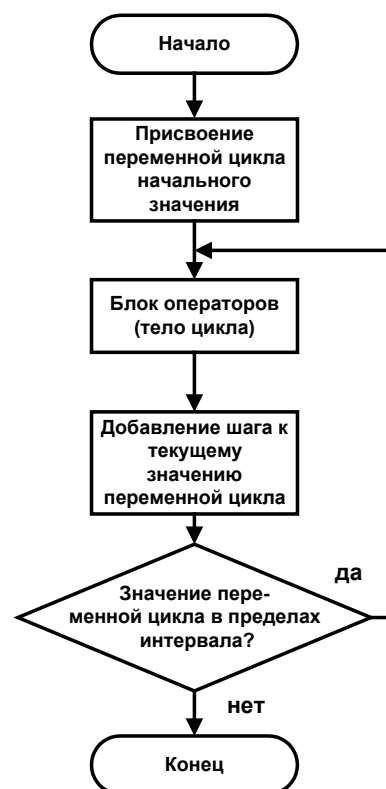 Начало
Присвоение
переменной цикла
начального
значения
Блок операторов
(тело цикла)
Добавление шага к
текущему
значению
переменной цикла
да
Значение пере-
менной цикла в пределах
интервала?
нет
Конец